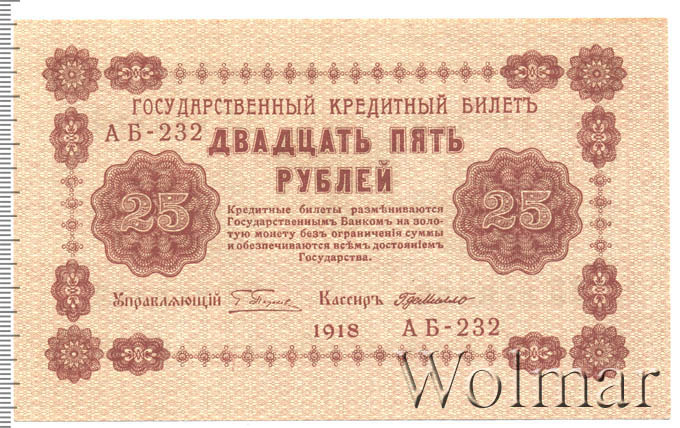 ГОСУДАРСТВЕННЫЙ КРЕДИТНЫЙ БИЛЕТЪ
АБ-232
ДВАДЦАТЬ ПЯТЬ
РУБЛЕЙ
25
25
Кредитные билеты размѣниваются
Государственнымъ Банкомъ на золо-
тую монету безъ ограниченія суммы
и обезпечиваются всѣмъ достояніемъ
Государства.
Управляющій
Кассиръ
1918 АБ-232
Wolmar